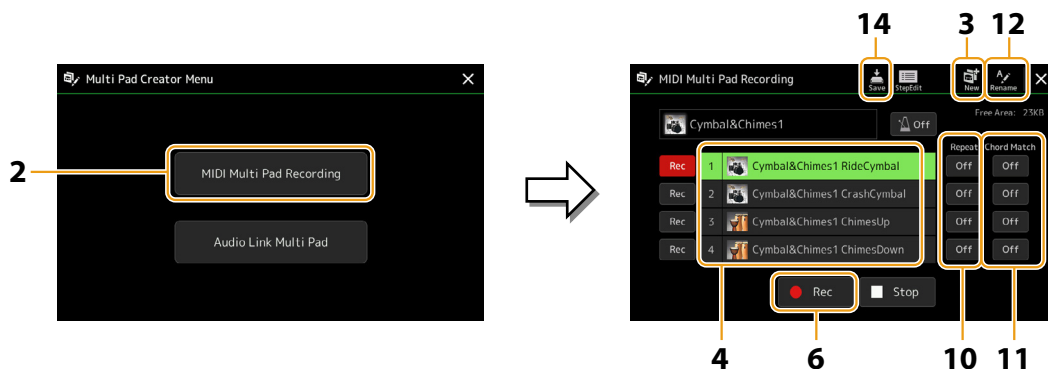 14 3 12
Multi Pad Creator Menu
MIDI Multi Pad Recording
Save StepEdit New Rename
Cymbal&Chimes1 Off Free Area: 23KB
Repeat Chord Match
2 MIDI Multi Pad Recording
Rec 1 Cymbal&Chimes1 RideCymbal Off Off
Rec 2 Cymbal&Chimes1 CrashCymbal Off Off
Rec 3 Cymbal&Chimes1 ChimesUp Off Off
Audio Link Multi Pad
Rec 4 Cymbal&Chimes1 ChimesDown Off Off
Rec Stop
4 6 10 11